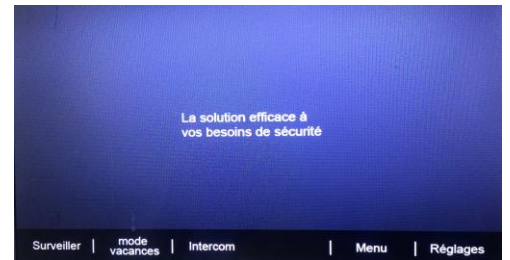 La solution efficace à
vos besoins de sécurité
Surveiller | mode vacances | Intercom | Menu | Réglages